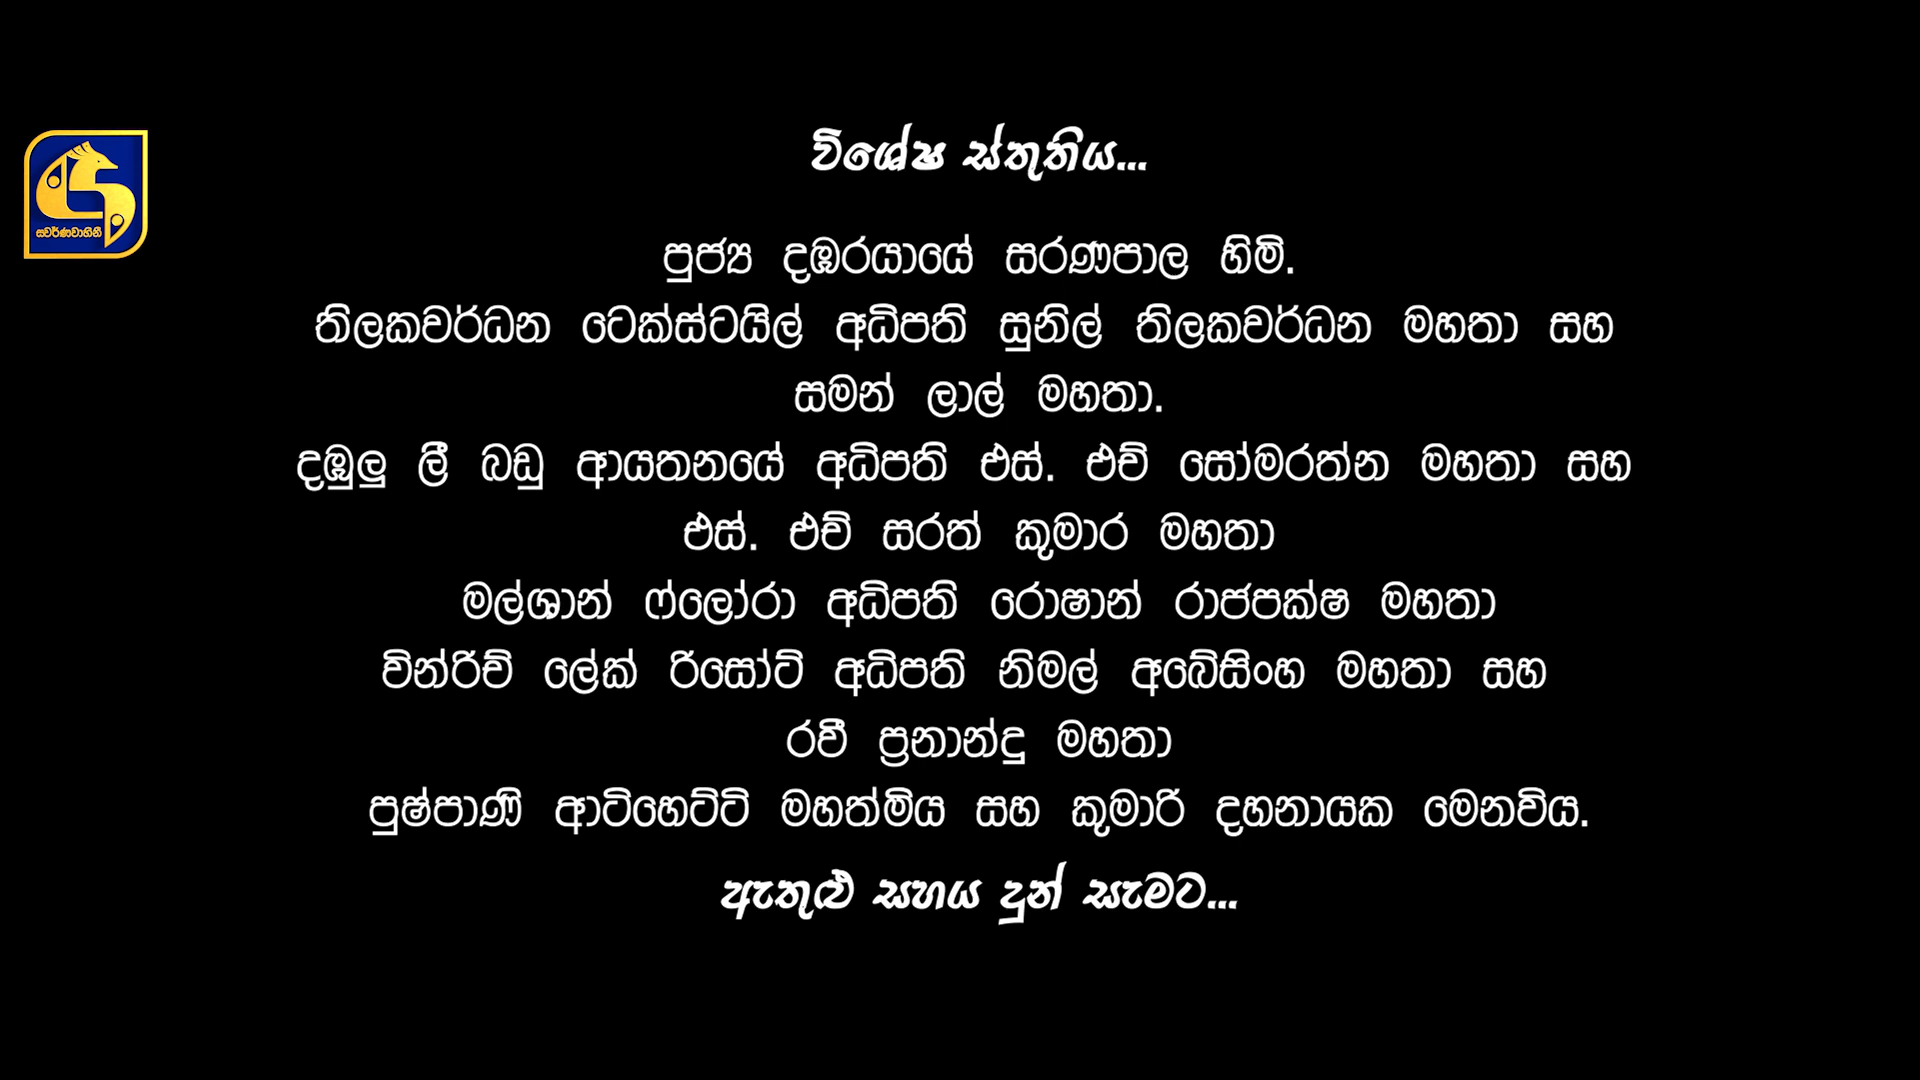 විශේෂ ස්තුතිය...
ස්වර්ණවාහිනී
පුජ්‍ය දඹරයායේ සරණපාල හිමි.
තිලකවර්ධන ටෙක්ස්ටයිල් අධිපති සුනිල් තිලකවර්ධන මහතා සහ
සමන් ලාල් මහතා.
දඹුලු ලී බඩු ආයතනයේ අධිපති එස්. එච් සෝමරත්න මහතා සහ
එස්. එච් සරත් කුමාර මහතා
මල්ශාන් ෆ්ලෝරා අධිපති රොෂාන් රාජපක්ෂ මහතා
වින්රිච් ලේක් රිසෝට් අධිපති නිමල් අබේසිංහ මහතා සහ
රවී ප්‍රනාන්දු මහතා
පුෂ්පාණි ආටිහෙට්ටි මහත්මිය සහ කුමාරි දහනායක මෙනවිය.
ඇතුළු සහය දුන් සැමට...